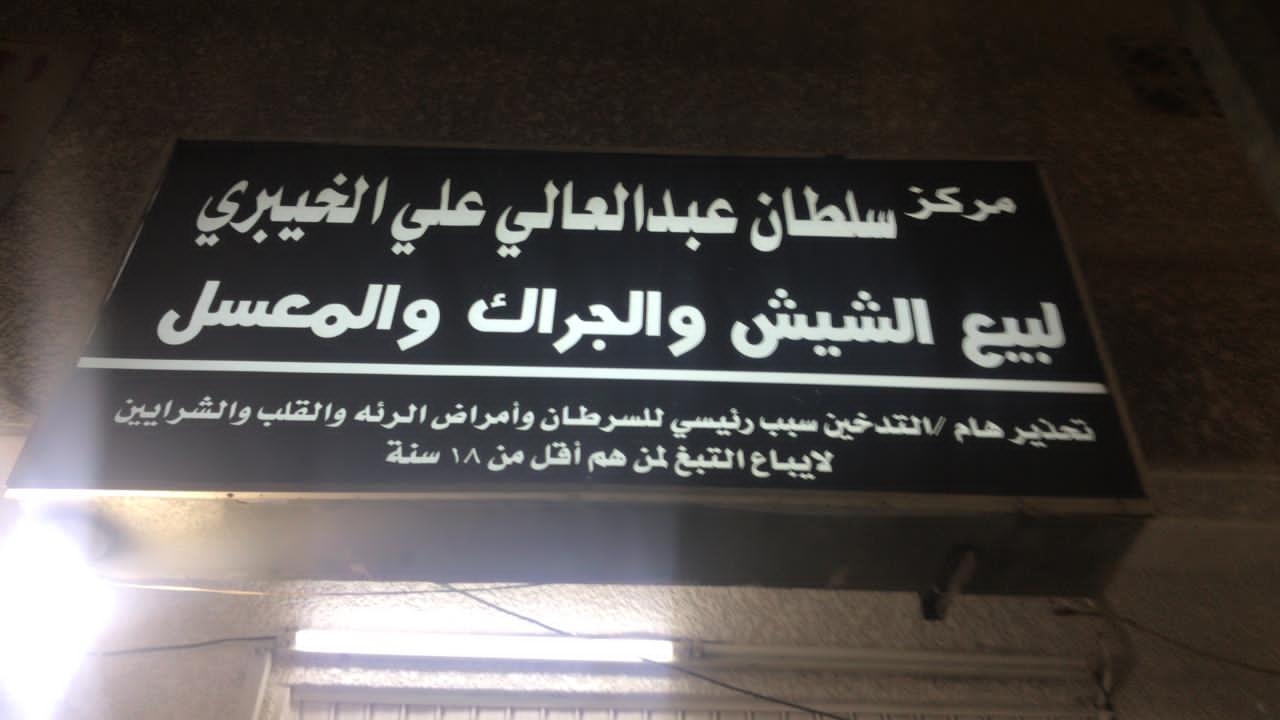 مركز سلطان عبدالعالي علي الخيبري
لبيع الشيش والجراك والمعسل
تحذير هام /التدخين سبب رئيسي للسرطان وأمراض الرئه والقلب والشرايين
لايباع التبغ لمن هم أقل من ١٨ سنة